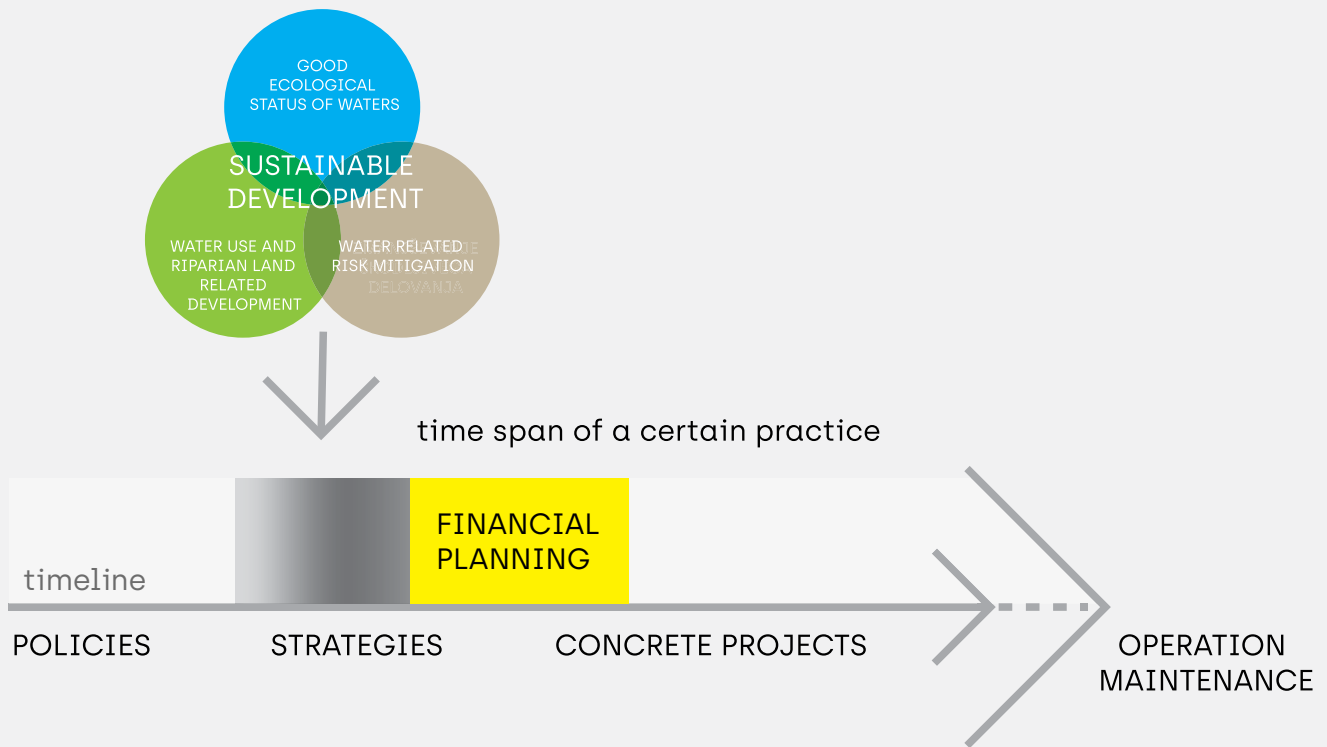 GOOD
ECOLOGICAL
STATUS OF WATERS
SUSTAINABLE
DEVELOPMENT
WATER USE AND
RIPARIAN LAND
RELATED
DEVELOPMENT
WATER RELATED
RISK MITIGATION
DELOVANJA
time span of a certain practice
FINANCIAL
PLANNING
timeline
POLICIES
STRATEGIES
CONCRETE PROJECTS
OPERATION
MAINTENANCE